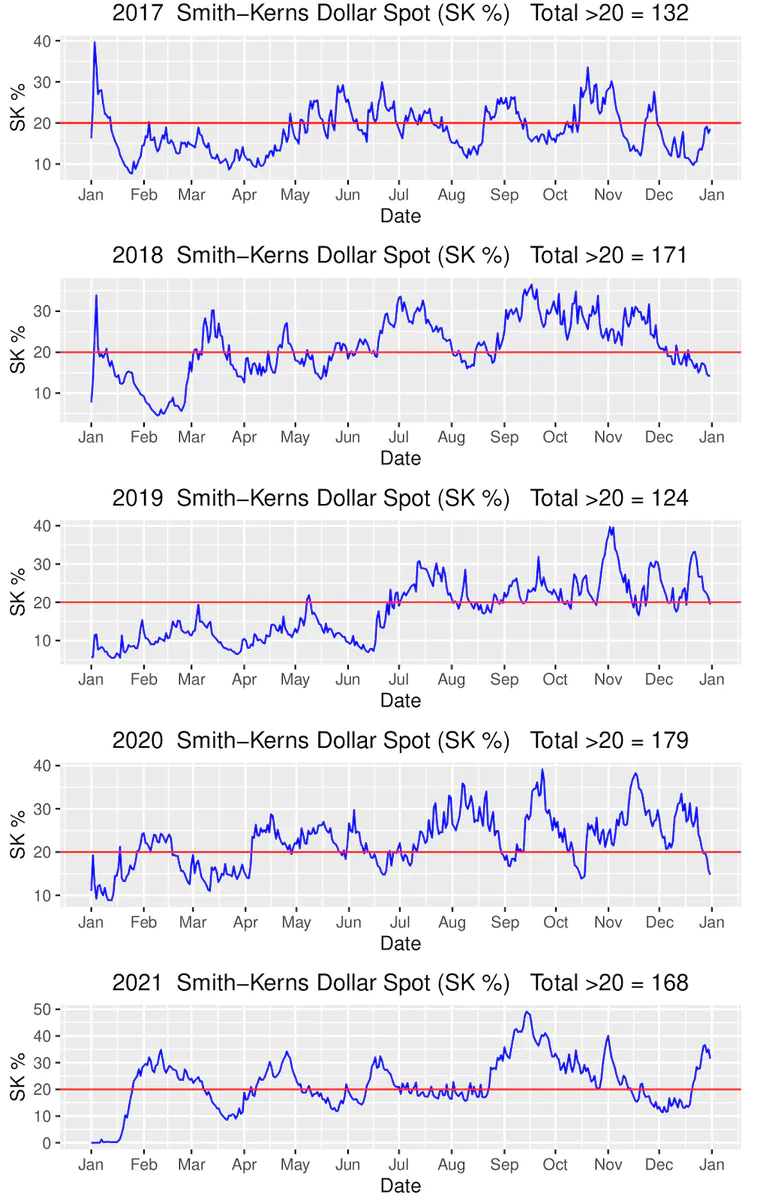 2017 Smith−Kerns Dollar Spot (SK %) Total >20 = 132
40
30
20
10
SK %
Jan Feb Mar Apr May Jun Jul Aug Sep Oct Nov Dec Jan
Date
2018 Smith−Kerns Dollar Spot (SK %) Total >20 = 171
30
20
10
SK %
Jan Feb Mar Apr May Jun Jul Aug Sep Oct Nov Dec Jan
Date
2019 Smith−Kerns Dollar Spot (SK %) Total >20 = 124
40
30
20
10
SK %
Jan Feb Mar Apr May Jun Jul Aug Sep Oct Nov Dec Jan
Date
2020 Smith−Kerns Dollar Spot (SK %) Total >20 = 179
40
30
20
10
SK %
Jan Feb Mar Apr May Jun Jul Aug Sep Oct Nov Dec Jan
Date
2021 Smith−Kerns Dollar Spot (SK %) Total >20 = 168
50
40
30
20
10
0
SK %
Jan Feb Mar Apr May Jun Jul Aug Sep Oct Nov Dec Jan
Date